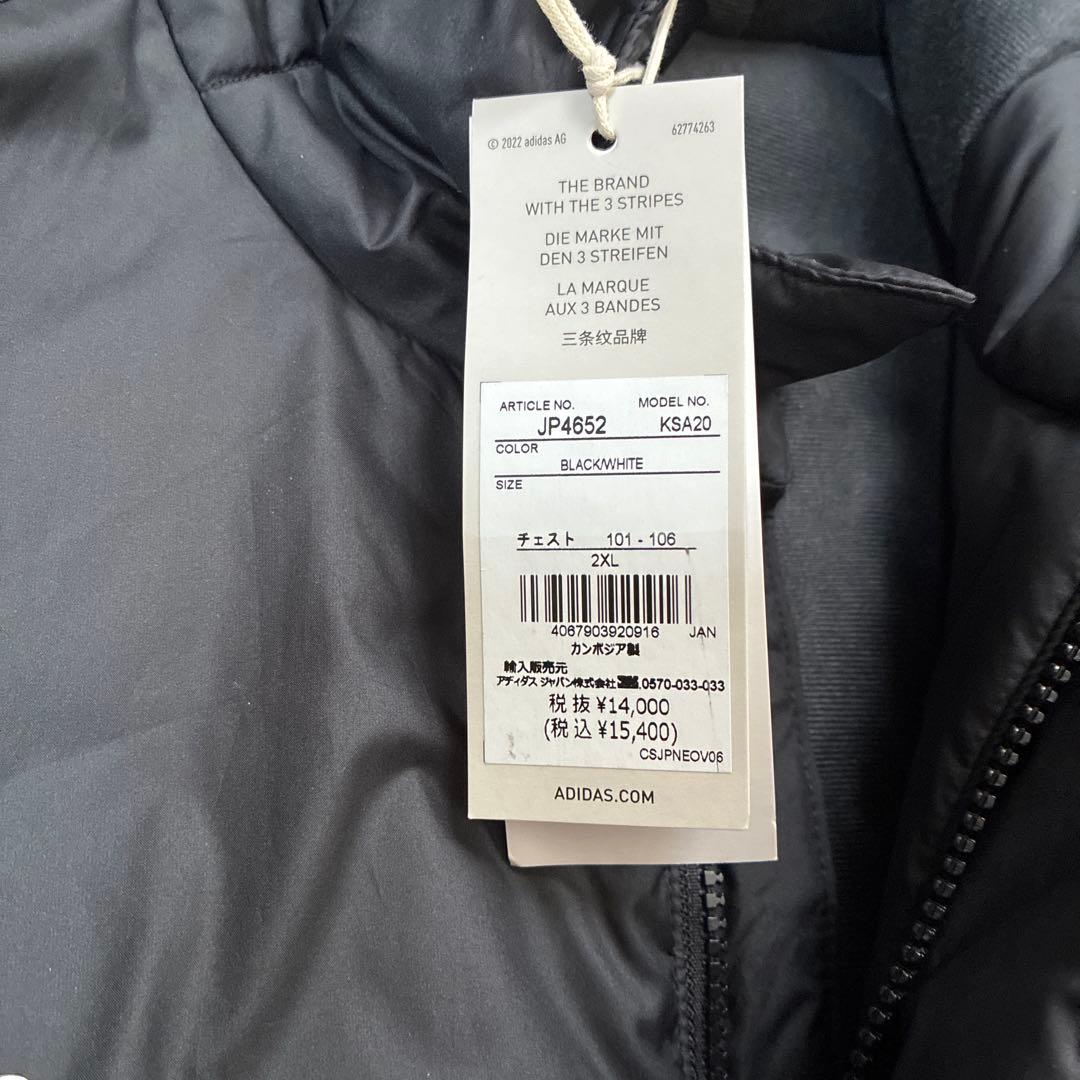 © 2022 adidas AG 62774263
THE BRAND
WITH THE 3 STRIPES
DIE MARKE MIT
DEN 3 STREIFEN
LA MARQUE
AUX 3 BANDES
三条纹品牌
ARTICLE NO. MODEL NO.
JP4652 KSA20
COLOR
BLACK/WHITE
SIZE
チェスト 101 - 106
2XL
4067903920916 JAN
カンボジア製
輸入販売元
アディダス ジャパン株式会社 .0570-033-033
税 抜 ¥14,000
(税 込 ¥15,400)
CSJPNEOV06
ADIDAS.COM